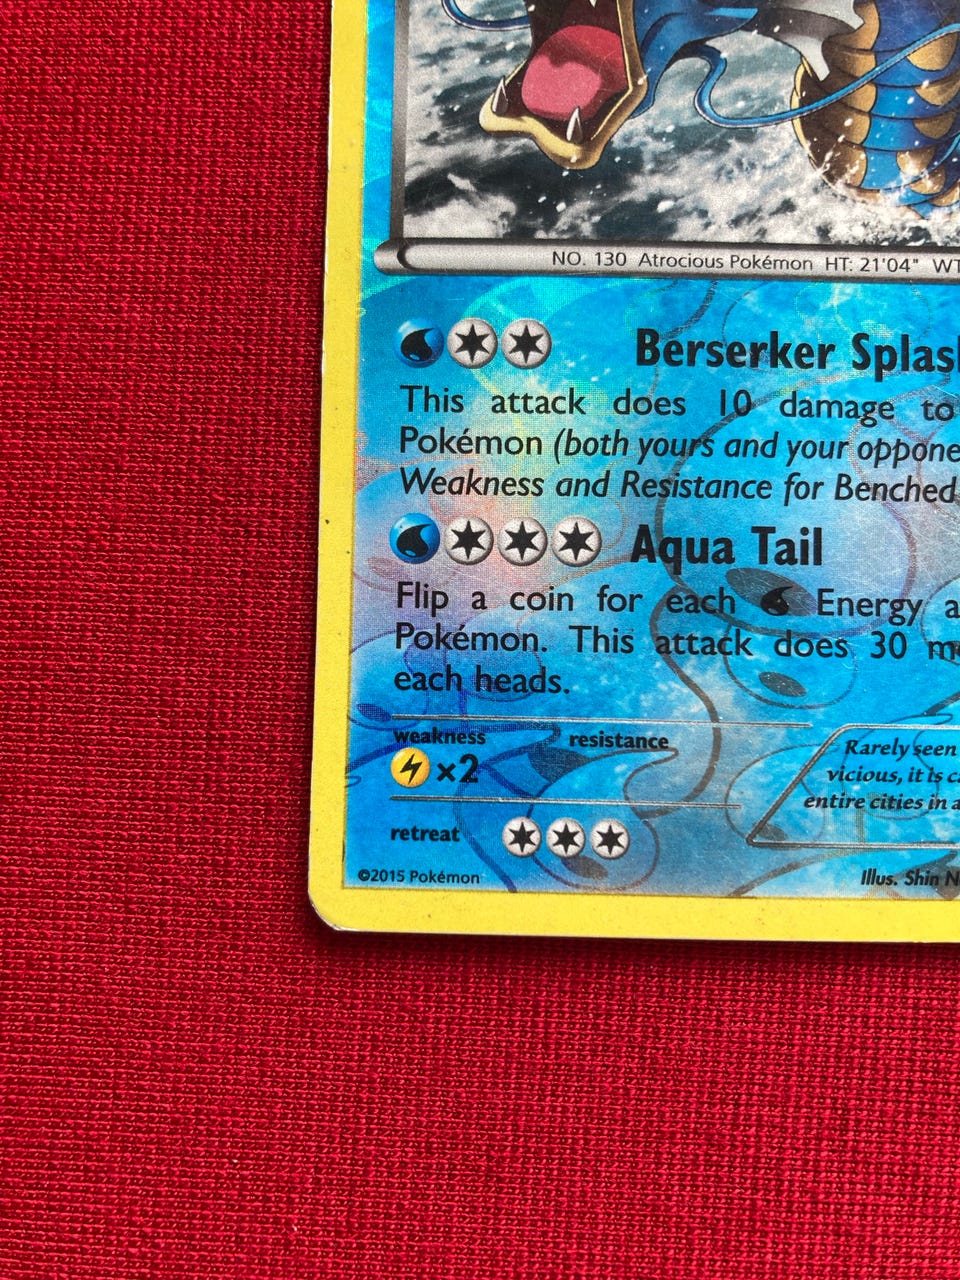 NO. 130 Atrocious Pokémon HT: 21'04" WT
Berserker Splas
This attack does 10 damage to
Pokémon (both yours and your oppone
Weakness and Resistance for Benched
Aqua Tail
Flip a coin for each Energy a
Pokémon. This attack does 30 m
each heads.
weakness resistance
×2
Rarely seen
vicious, it is c
entire cities in a
retreat
©2015 Pokémon
Illus. Shin N